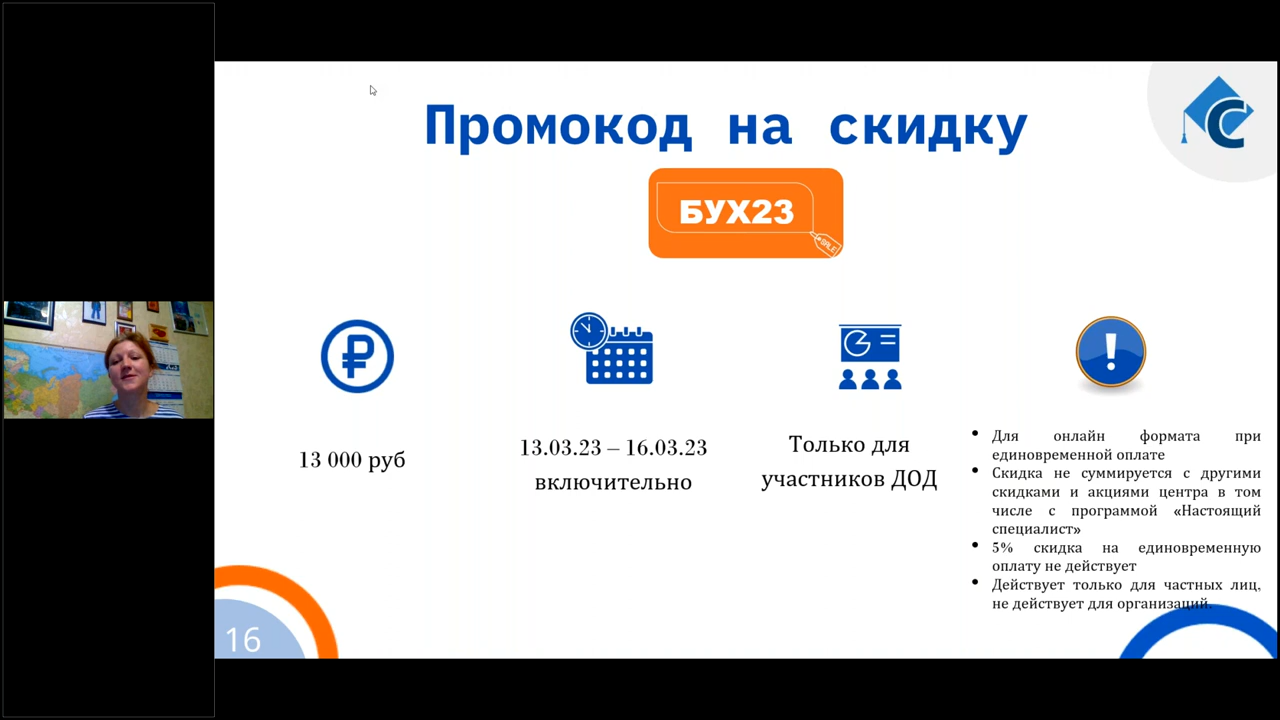 Промокод на скидку
БУХ23
SALE
13 000 руб
13.03.23 – 16.03.23
включительно
Только для
участников ДОД
• Для онлайн формата при
единовременной оплате
• Скидка не суммируется с другими
скидками и акциями центра в том
числе с программой «Настоящий
специалист»
• 5% скидка на единовременную
оплату не действует
• Действует только для частных лиц,
не действует для организаций.
16